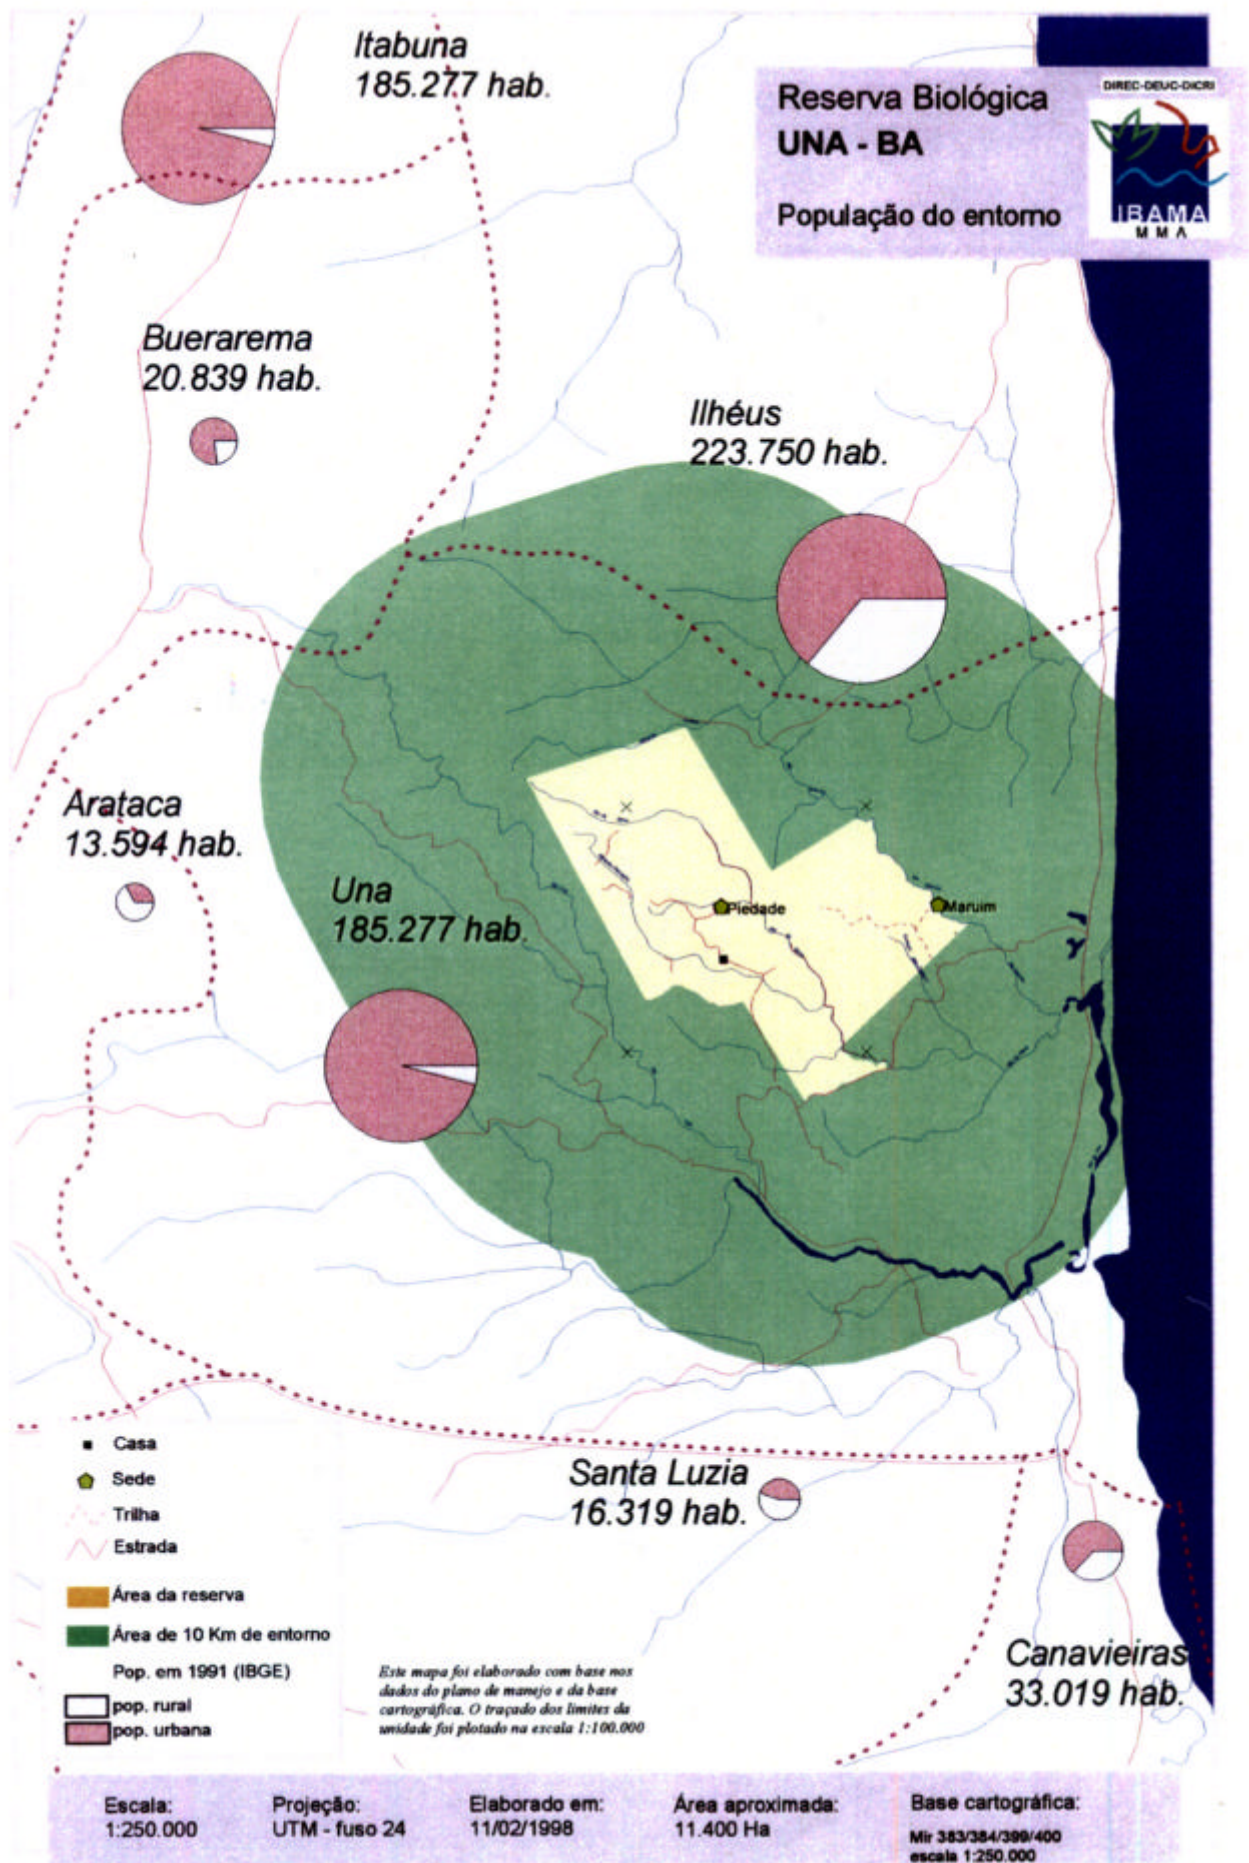 Itabuna
185.277 hab.
Reserva Biológica
UNA - BA
População do entorno
DIREC-DEUC-DICRI
IBAMA
M M A
Buerarema
20.839 hab.
Ilhéus
223.750 hab.
Arataca
13.594 hab.
Una
185.277 hab.
Piedade
Maruim
Santa Luzia
16.319 hab.
Canavieiras
33.019 hab.
Casa
Sede
Trilha
Estrada
Área da reserva
Área de 10 Km de entorno
Pop. em 1991 (IBGE)
pop. rural
pop. urbana
Este mapa foi elaborado com base nos
dados do plano de manejo e da base
cartográfica. O traçado dos limites da
unidade foi plotado na escala 1:100.000
Escala:
1:250.000
Projeção:
UTM - fuso 24
Elaborado em:
11/02/1998
Área aproximada:
11.400 Ha
Base cartográfica:
Mir 383/384/399/400
escala 1:250.000